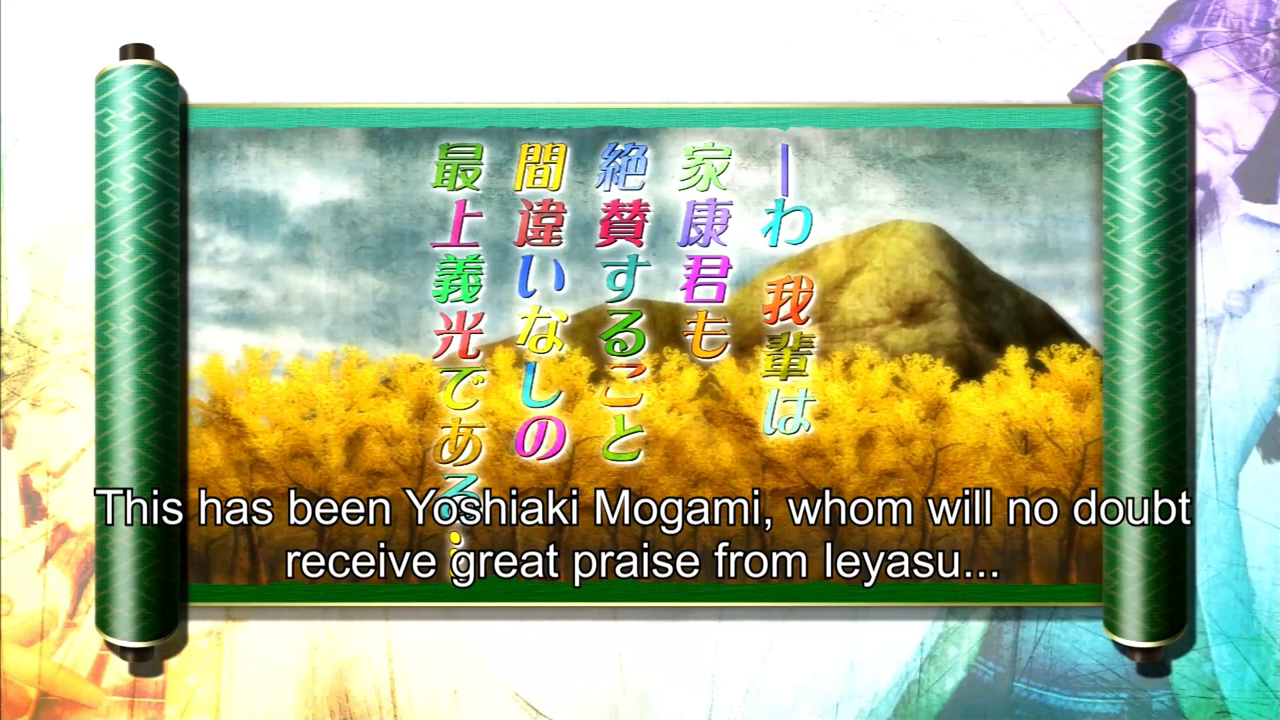 ―わ 我輩は
家康君も
絶賛すること
間違いなしの
最上義光である
This has been Yoshiaki Mogami, whom will no doubt
receive great praise from Ieyasu...